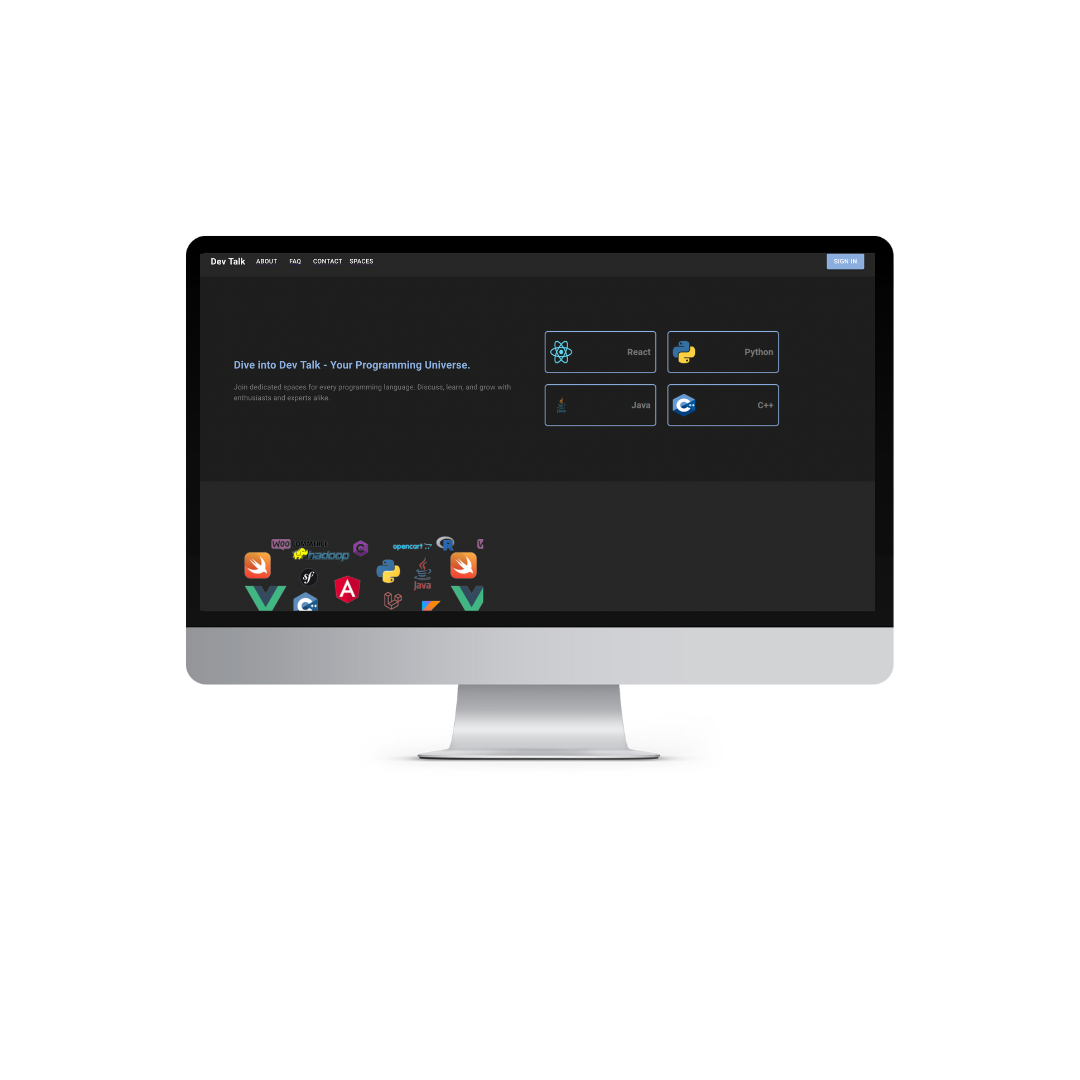 Dev Talk ABOUT FAQ CONTACT SPACES SIGN IN
Dive into Dev Talk - Your Programming Universe.
Join dedicated spaces for every programming language. Discuss, learn, and grow with
enthusiasts and experts alike.
React
Python
Java
C++
WOO
hadoop
opencart
R
sf
A
Java